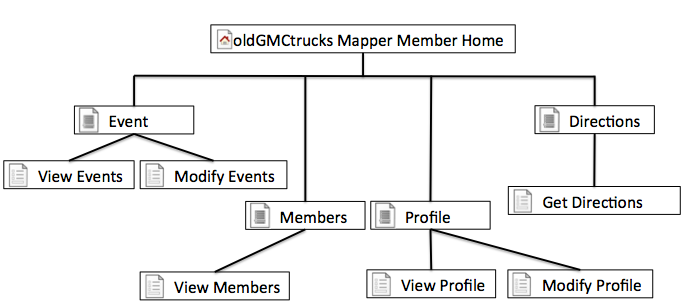 oldGMCtrucks Mapper Member Home
Event
Directions
View Events
Modify Events
Get Directions
Members
Profile
View Members
View Profile
Modify Profile